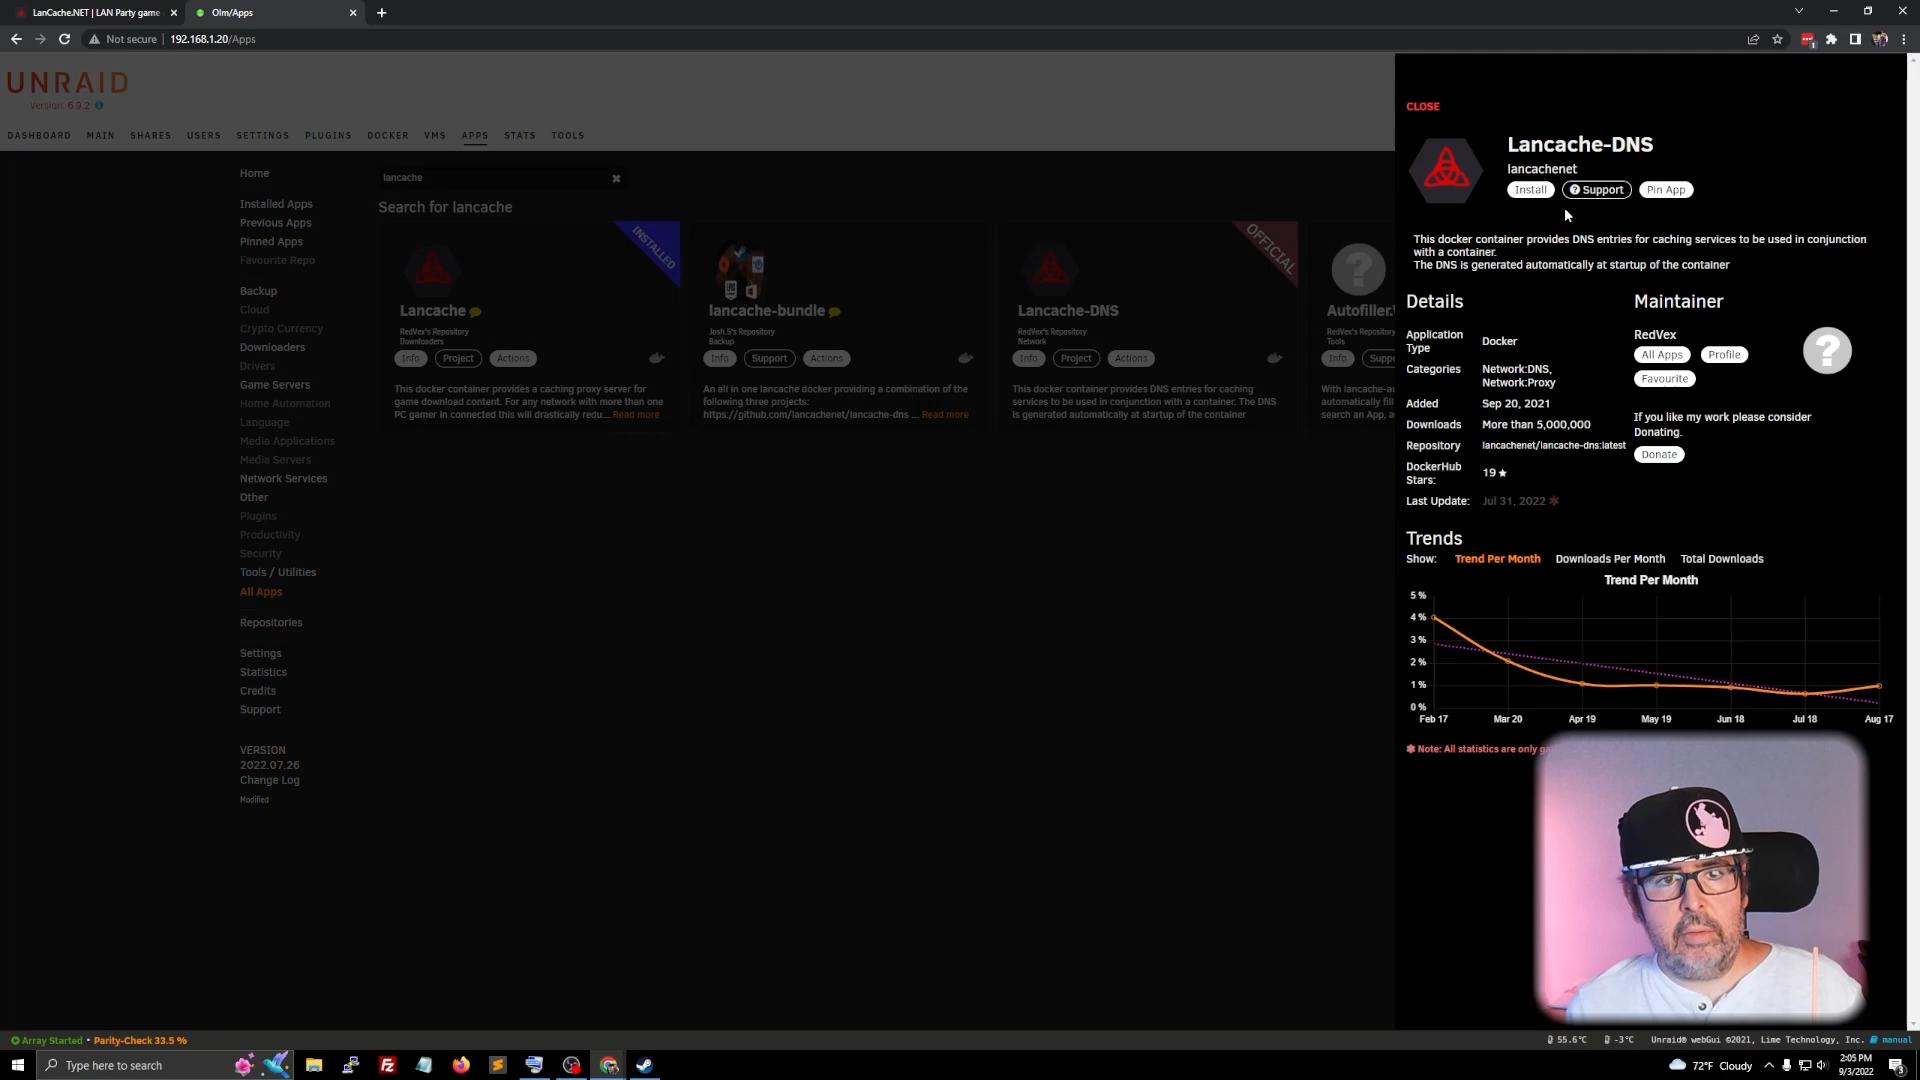 LanCache.NET | LAN Party game
Olm/Apps
Not secure
192.168.1.20/Apps
UNRAID
Version: 6.9.2
DASHBOARD MAIN SHARES USERS SETTINGS PLUGINS DOCKER VMS APPS STATS TOOLS
Home
Installed Apps
Previous Apps
Pinned Apps
Favourite Repo
Backup
Cloud
Crypto Currency
Downloaders
Drivers
Game Servers
Home Automation
Language
Media Applications
Media Servers
Network Services
Other
Plugins
Productivity
Security
Tools / Utilities
All Apps
Repositories
Settings
Statistics
Credits
Support
VERSION
2022.07.26
Change Log
Modified
lancache
Search for lancache
INSTALLED
Lancache
RedVex's Repository
Downloaders
Info Project Actions
This docker container provides a caching proxy server for
game download content. For any network with more than one
PC gamer in connected this will drastically redu... Read more
lancache-bundle
Josh.5's Repository
Backup
Info Support Actions
An all in one lancache docker providing a combination of the
following three projects:
https://github.com/lancachenet/lancache-dns ... Read more
OFFICIAL
Lancache-DNS
RedVex's Repository
Network
Info Project Actions
This docker container provides DNS entries for caching
services to be used in conjunction with a container. The DNS
is generated automatically at startup of the container
RedVex's Repository
Tools
Info
With lancache-au
automatically fill
search an App, a
CLOSE
Lancache-DNS
lancachenet
Install Support Pin App
This docker container provides DNS entries for caching services to be used in conjunction
with a container.
The DNS is generated automatically at startup of the container
Details
Application
Type
Docker
Categories
Network:DNS,
Network:Proxy
Added
Sep 20, 2021
Downloads
More than 5,000,000
Repository
lancachenet/lancache-dns:latest
DockerHub
Stars:
19
Last Update:
Jul 31, 2022
Maintainer
RedVex
All Apps Profile
Favourite
If you like my work please consider
Donating.
Donate
Trends
Show: Trend Per Month Downloads Per Month Total Downloads
Trend Per Month
5 %
4 %
3 %
2 %
1 %
0 %
Feb 17 Mar 20 Apr 19 May 19 Jun 18 Jul 18 Aug 17
Note: All statistics are only
Array Started • Parity-Check 33.5 %
55.6°C -3°C Unraid® webGui ©2021, Lime Technology, Inc. manual
Type here to search
72°F Cloudy
2:05 PM
9/3/2022
3